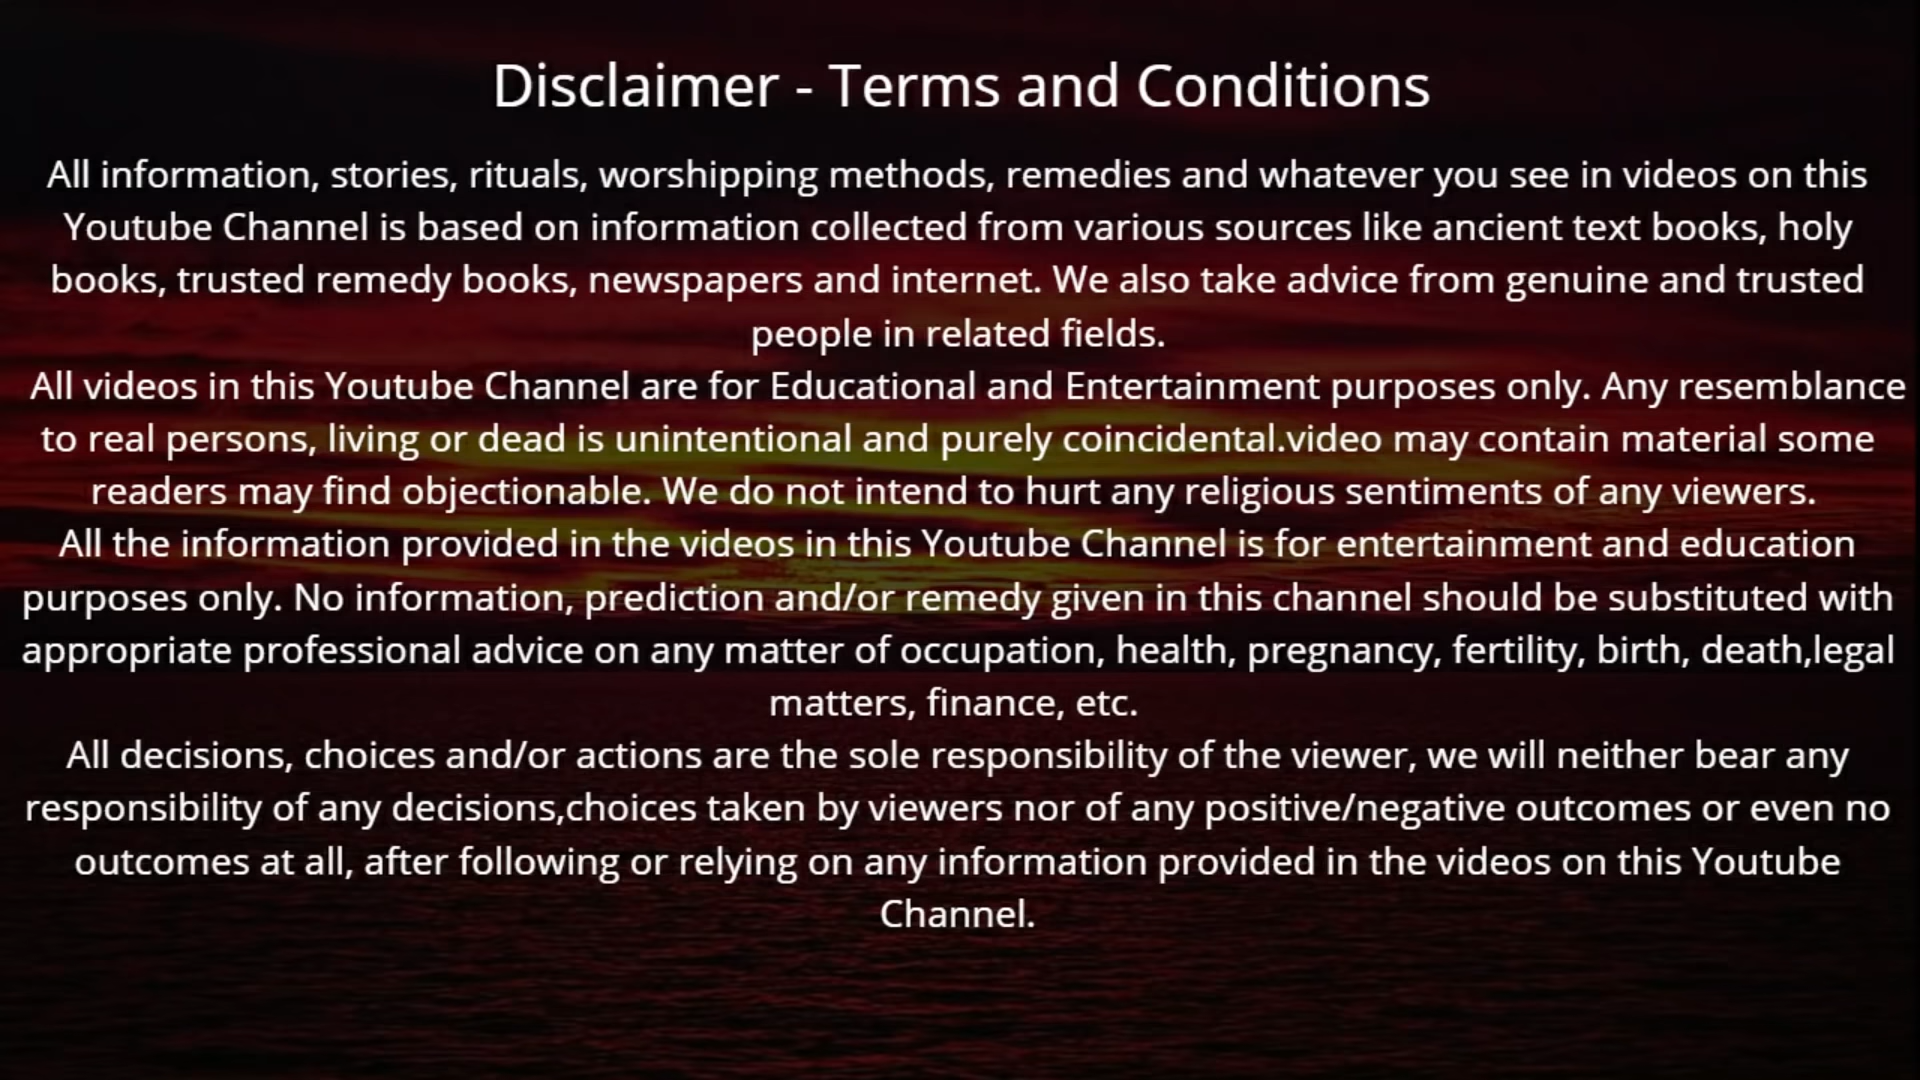 Disclaimer - Terms and Conditions
All information, stories, rituals, worshipping methods, remedies and whatever you see in videos on this
Youtube Channel is based on information collected from various sources like ancient text books, holy
books, trusted remedy books, newspapers and internet. We also take advice from genuine and trusted
people in related fields.
All videos in this Youtube Channel are for Educational and Entertainment purposes only. Any resemblance
to real persons, living or dead is unintentional and purely coincidental.video may contain material some
readers may find objectionable. We do not intend to hurt any religious sentiments of any viewers.
All the information provided in the videos in this Youtube Channel is for entertainment and education
purposes only. No information, prediction and/or remedy given in this channel should be substituted with
appropriate professional advice on any matter of occupation, health, pregnancy, fertility, birth, death,legal
matters, finance, etc.
All decisions, choices and/or actions are the sole responsibility of the viewer, we will neither bear any
responsibility of any decisions,choices taken by viewers nor of any positive/negative outcomes or even no
outcomes at all, after following or relying on any information provided in the videos on this Youtube
Channel.